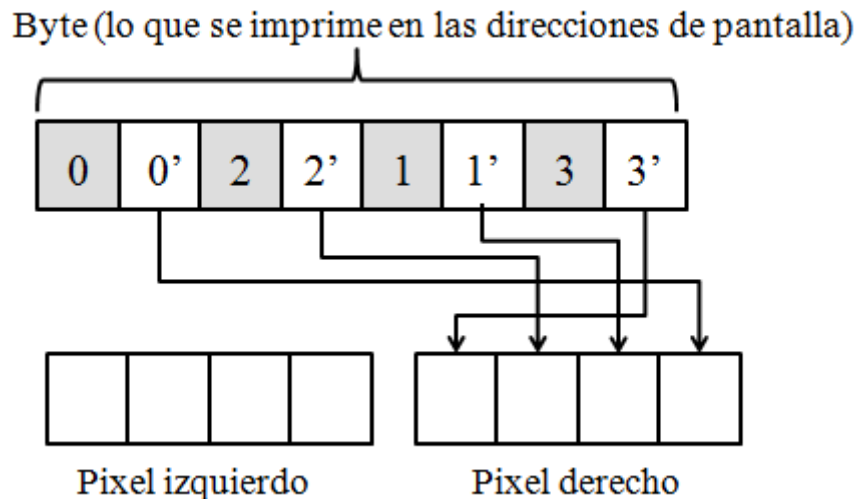 Byte (lo que se imprime en las direcciones de pantalla)
0 0’ 2 2’ 1 1’ 3 3’
Pixel izquierdo Pixel derecho